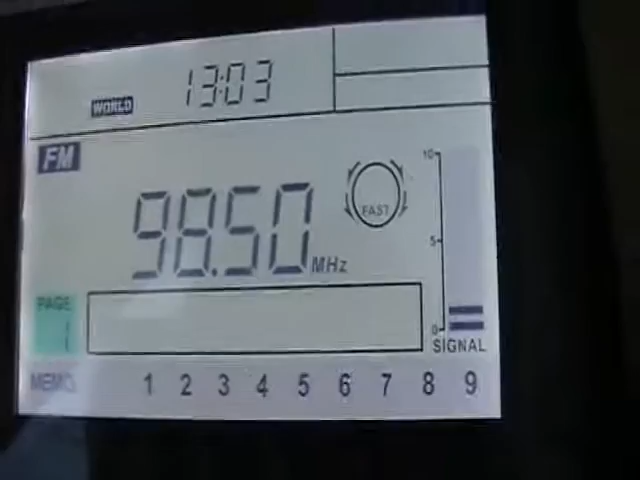 WORLD 13:03
FM
98.50 MHz
FAST
10
5
0
SIGNAL
PAGE
1
MEMO 1 2 3 4 5 6 7 8 9